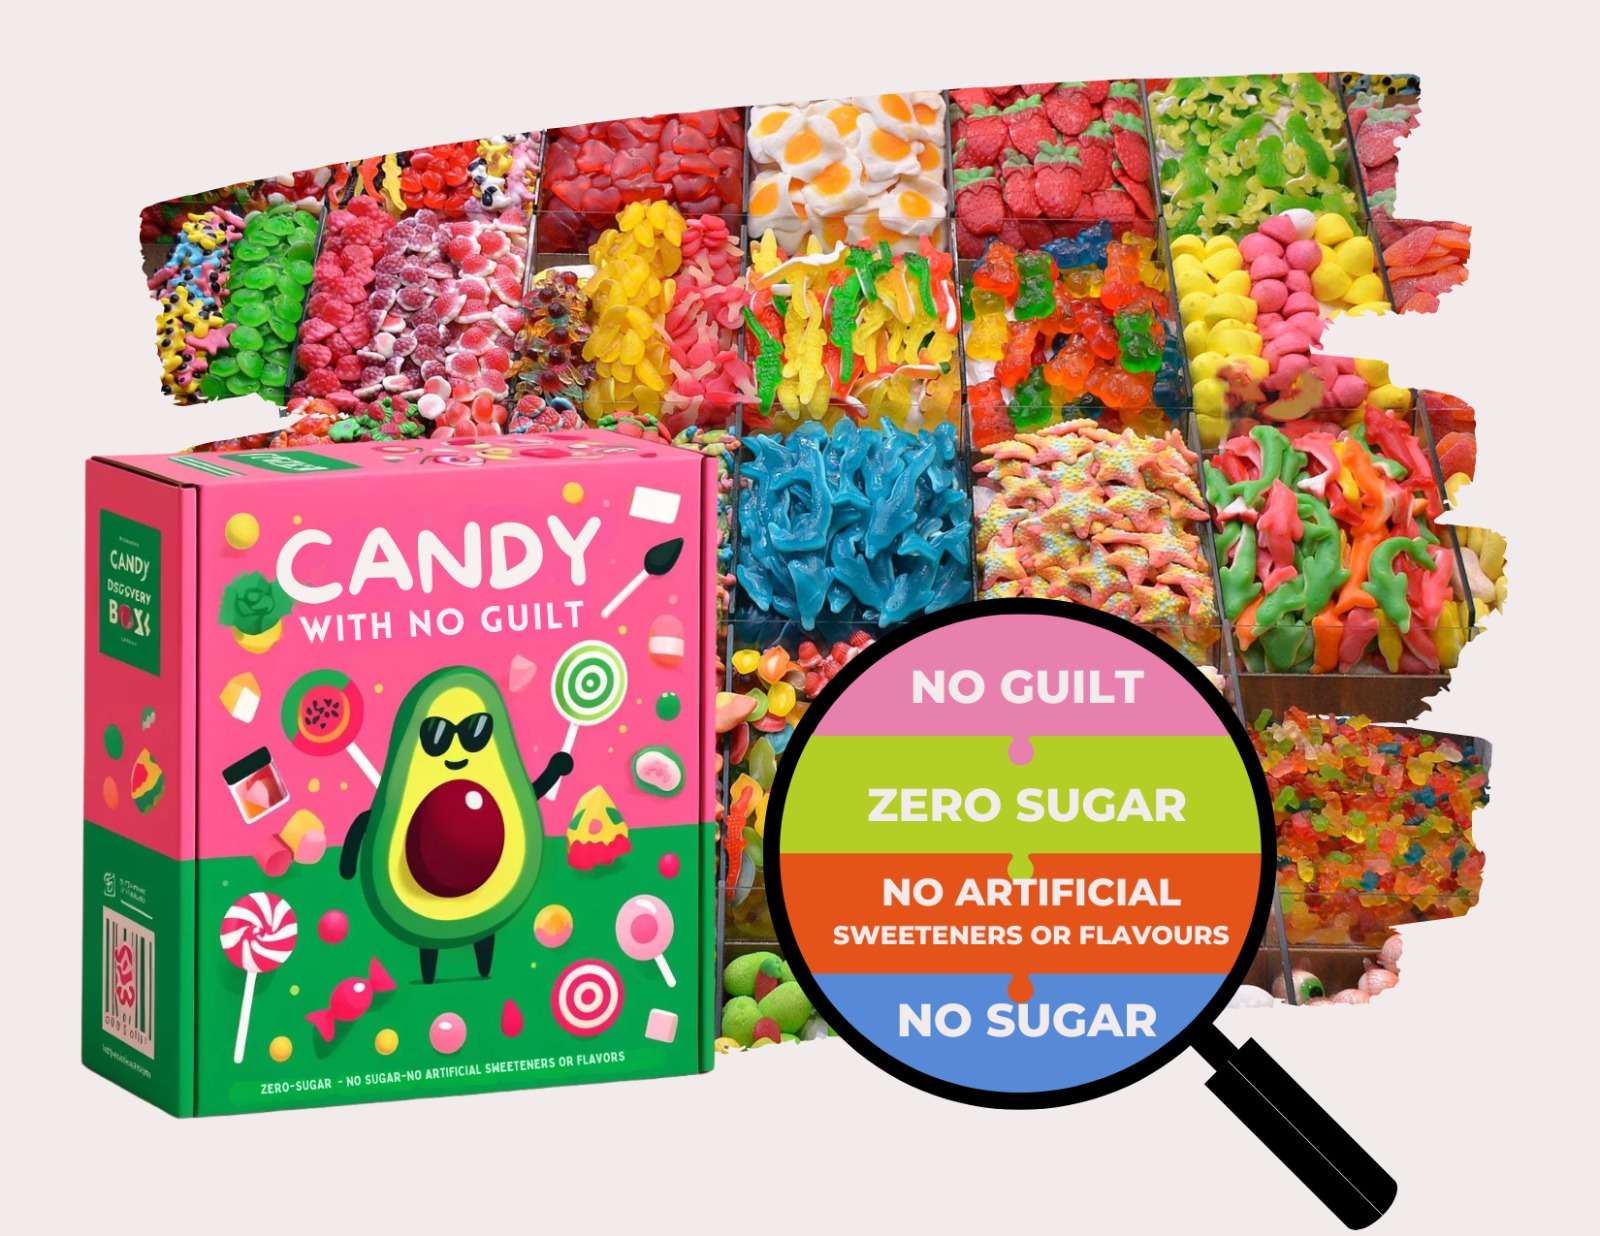 CANDY
WITH NO GUILT
CANDY
DSCOVERY
ZERO-SUGAR - NO SUGAR-NO ARTIFICIAL SWEETENERS OR FLAVORS
NO GUILT
ZERO SUGAR
NO ARTIFICIAL
SWEETENERS OR FLAVOURS
NO SUGAR